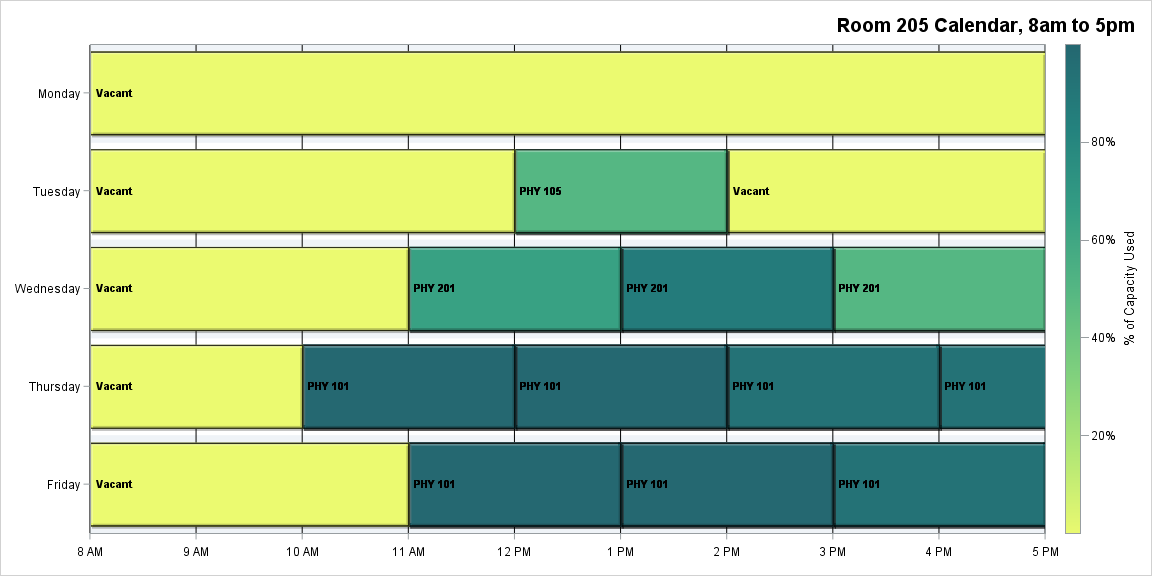 Room 205 Calendar, 8am to 5pm
Monday
Vacant
Tuesday
Vacant
PHY 105
Vacant
Wednesday
Vacant
PHY 201
PHY 201
PHY 201
Thursday
Vacant
PHY 101
PHY 101
PHY 101
PHY 101
Friday
Vacant
PHY 101
PHY 101
PHY 101
8 AM
9 AM
10 AM
11 AM
12 PM
1 PM
2 PM
3 PM
4 PM
5 PM
80%
60%
40%
20%
% of Capacity Used